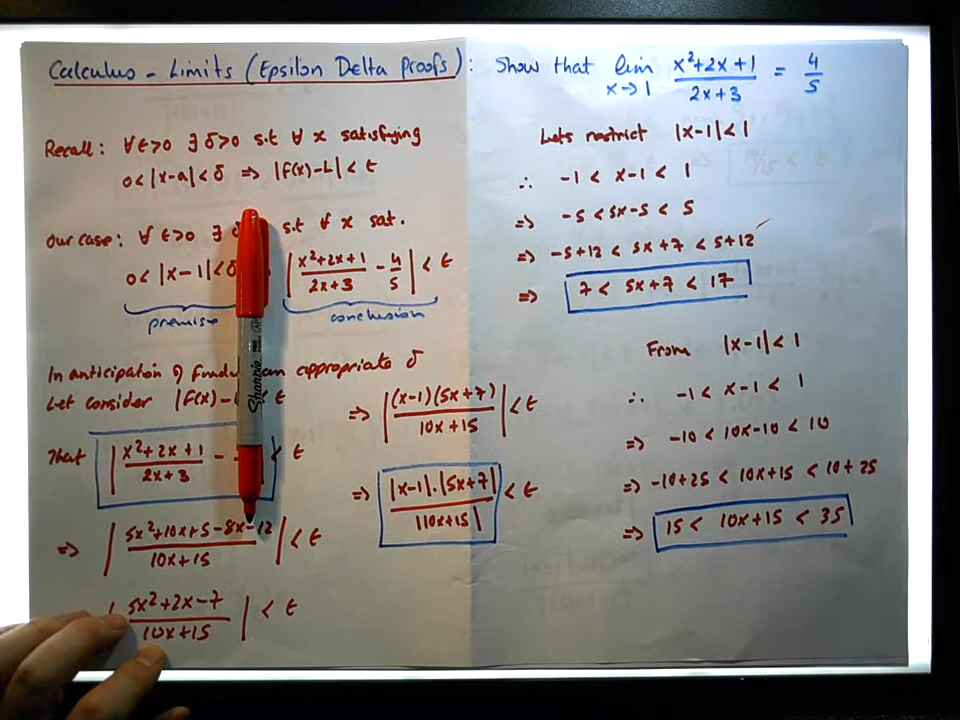 Calculus - Limits (Epsilon Delta Proofs): Show that lim x→1 x²+2x+1 / 2x+3 = 4/5
Recall: ∀ ε>0 ∃ δ>0 s.t ∀ x satisfying
0<|x-a|<δ ⇒ |F(x)-L|< ε
Our case: ∀ ε>0 ∃ s.t ∀ x sat.
0< |x-1|<δ | x²+2x+1 / 2x+3 - 4/5 | < ε
premise conclusion
In anticipation of an appropriate δ
Let consider |F(x)- < ε
That | x²+2x+1 / 2x+3 - < ε
⇒ | 5x²+10x+5-8x-12 / 10x+15 | < ε
| 5x²+2x-7 / 10x+15 | < ε
⇒ | (x-1)(5x+7) / 10x+15 | < ε
⇒ |x-1|.|5x+7| / |10x+15| < ε
Lets restrict |x-1|<1
∴ -1 < x-1 < 1
⇒ -5 < 5x-5 < 5
⇒ -5+12 < 5x+7 < 5+12
⇒ 7 < 5x+7 < 17
From |x-1|<1
∴ -1 < x-1 < 1
⇒ -10 < 10x-10 < 10
⇒ -10+25 < 10x+15 < 10+25
⇒ 15 < 10x+15 < 35
Sharpie